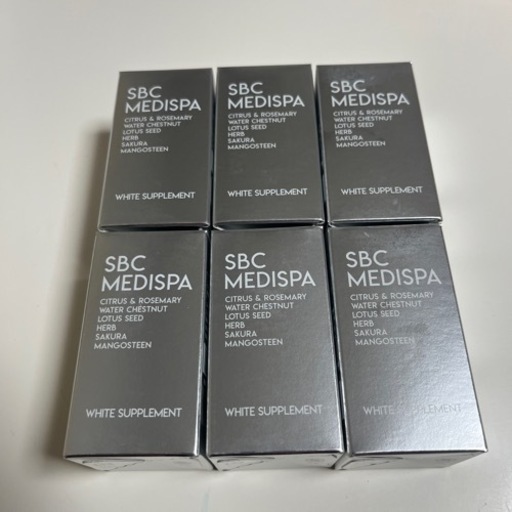 SBC
MEDISPA
CITRUS & ROSEMARY
WATER CHESTNUT
LOTUS SEED
HERB
SAKURA
MANGOSTEEN
WHITE SUPPLEMENT
SBC
MEDISPA
CITRUS & ROSEMARY
WATER CHESTNUT
LOTUS SEED
HERB
SAKURA
MANGOSTEEN
WHITE SUPPLEMENT
SBC
MEDISPA
CITRUS & ROSEMARY
WATER CHESTNUT
LOTUS SEED
HERB
SAKURA
MANGOSTEEN
WHITE SUPPLEMENT
SBC
MEDISPA
CITRUS & ROSEMARY
WATER CHESTNUT
LOTUS SEED
HERB
SAKURA
MANGOSTEEN
WHITE SUPPLEMENT
SBC
MEDISPA
CITRUS & ROSEMARY
WATER CHESTNUT
LOTUS SEED
HERB
SAKURA
MANGOSTEEN
WHITE SUPPLEMENT
SBC
MEDISPA
CITRUS & ROSEMARY
WATER CHESTNUT
LOTUS SEED
HERB
SAKURA
MANGOSTEEN
WHITE SUPPLEMENT